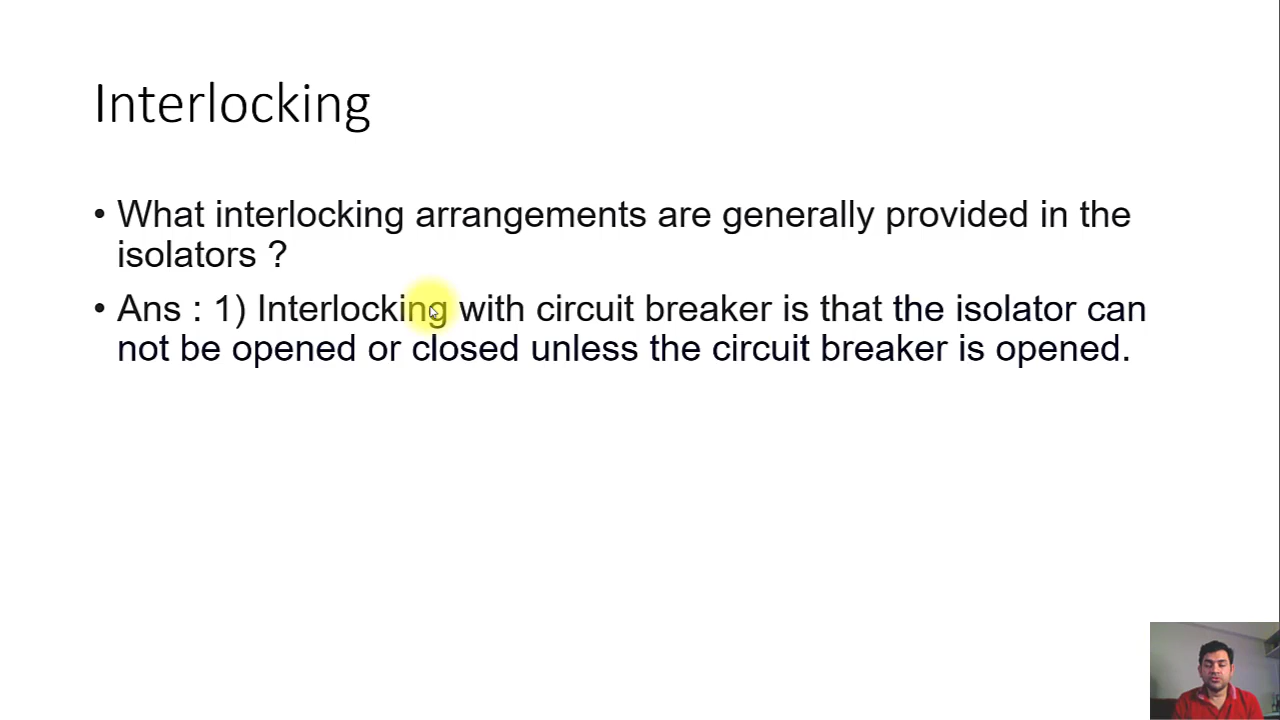 Interlocking
• What interlocking arrangements are generally provided in the
isolators ?
• Ans : 1) Interlocking with circuit breaker is that the isolator can
not be opened or closed unless the circuit breaker is opened.